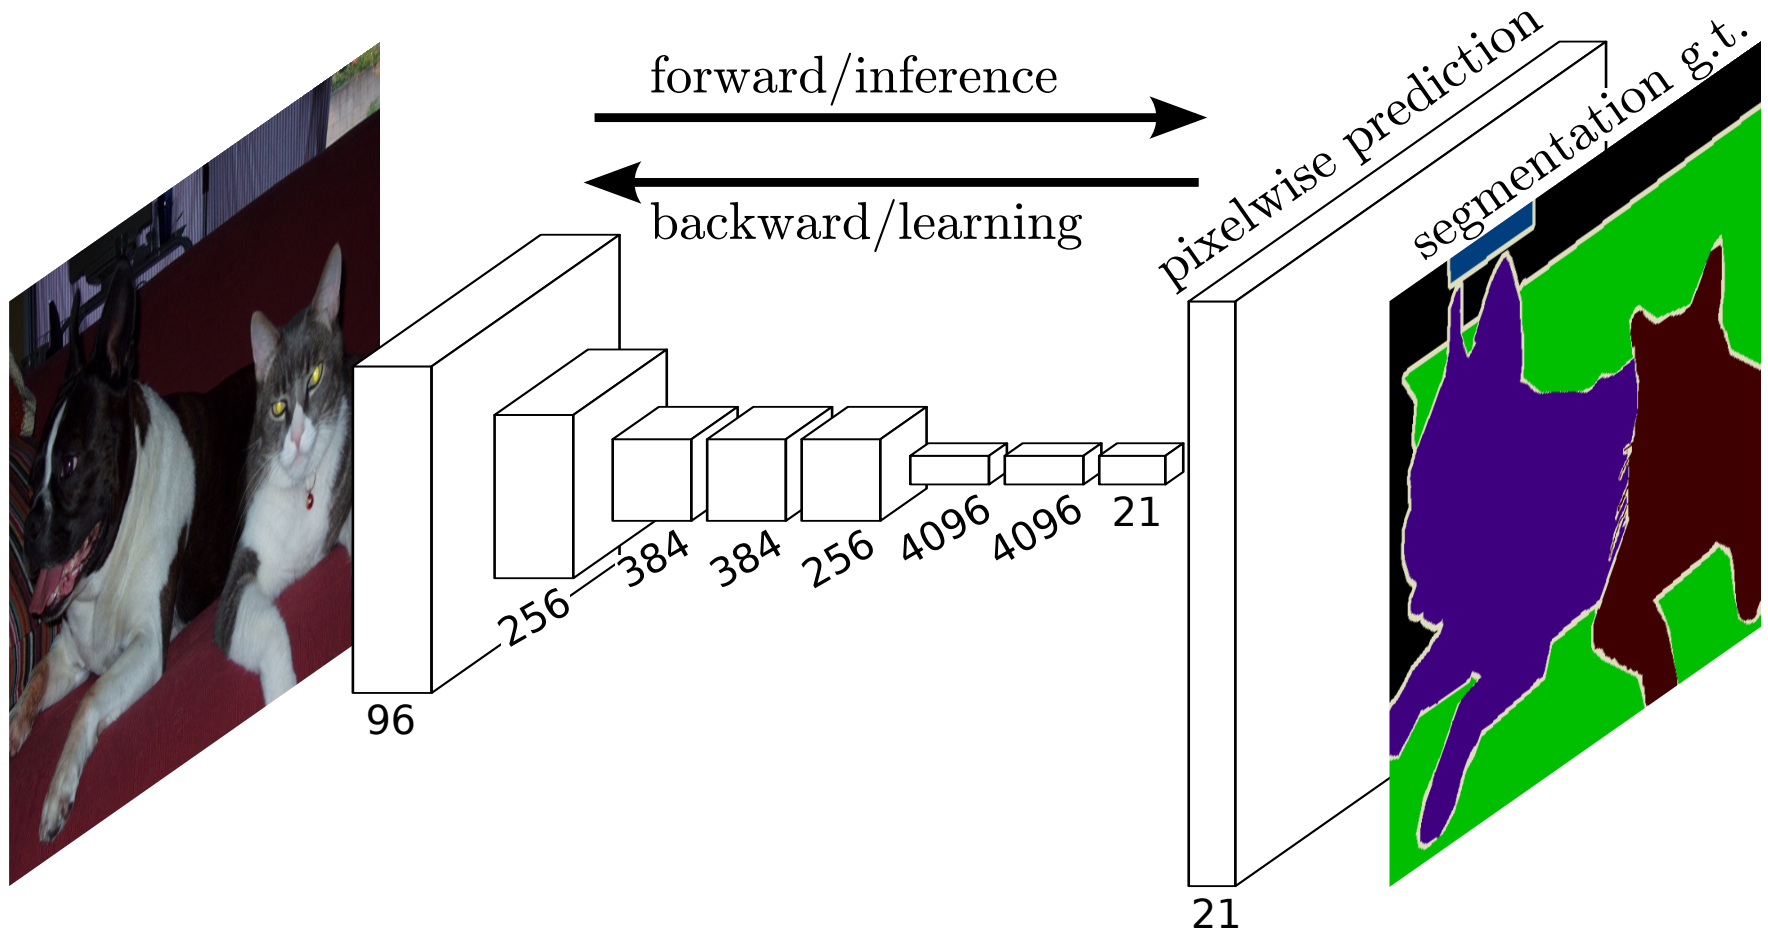 forward/inference
backward/learning
pixelwise prediction
segmentation g.t.
96
256
384
384
256
4096
4096
21
21